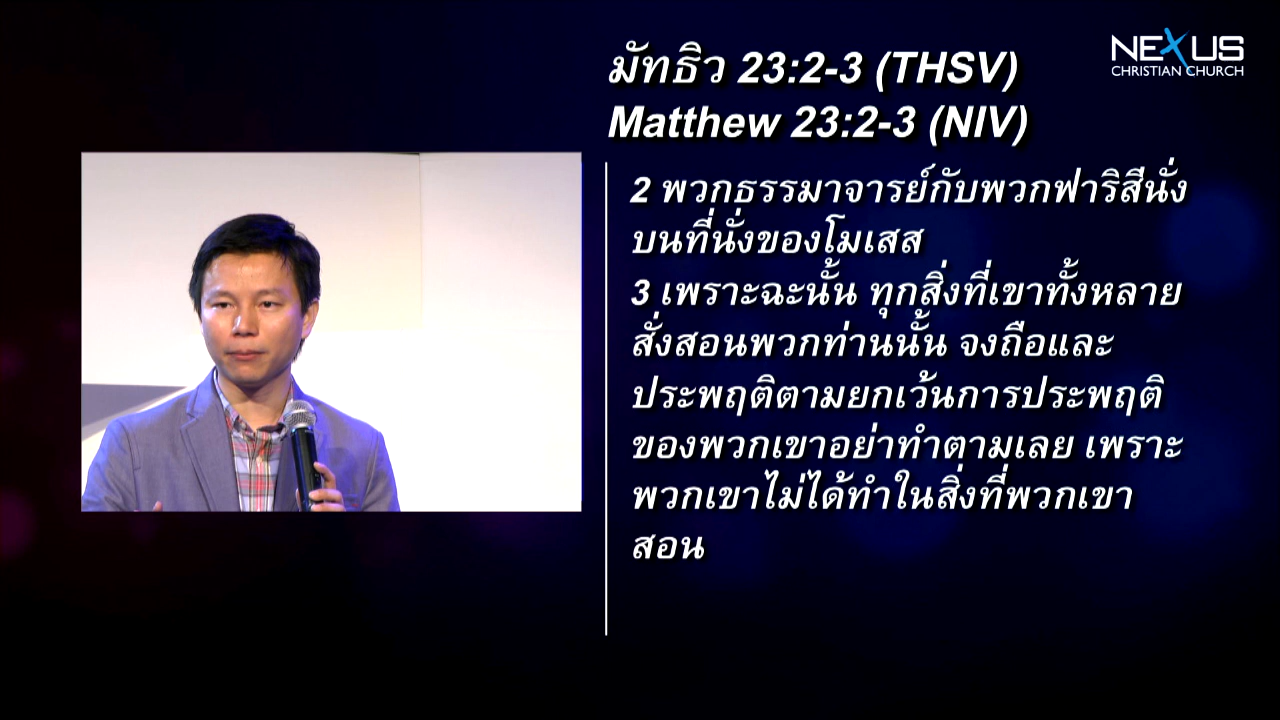 มัทธิว 23:2-3 (THSV)
Matthew 23:2-3 (NIV)
NEXUS
CHRISTIAN CHURCH
2 พวกธรรมาจารย์กับพวกฟาริสีนั่ง
บนที่นั่งของโมเสส
3 เพราะฉะนั้น ทุกสิ่งที่เขาทั้งหลาย
สั่งสอนพวกท่านนั้น จงถือและ
ประพฤติตามยกเว้นการประพฤติ
ของพวกเขาอย่าทำตามเลย เพราะ
พวกเขาไม่ได้ทำในสิ่งที่พวกเขา
สอน